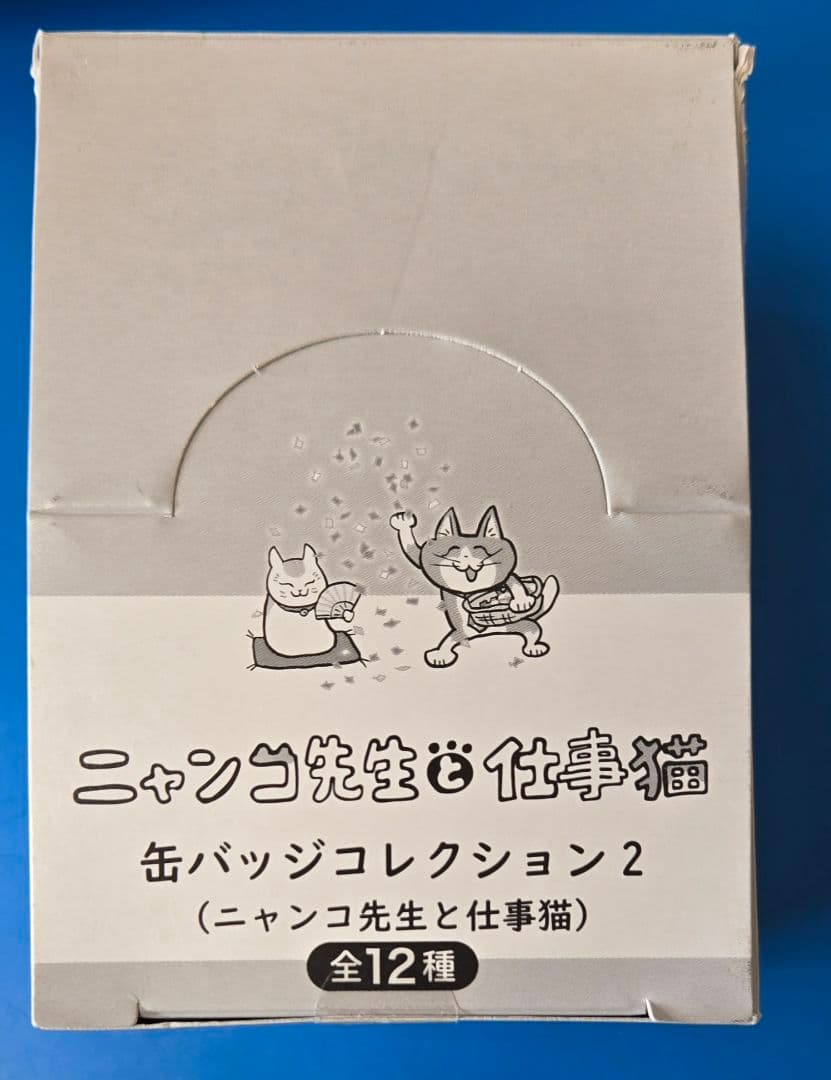 ニャンコ先生と仕事猫
缶バッジコレクション2
(ニャンコ先生と仕事猫)
全12種